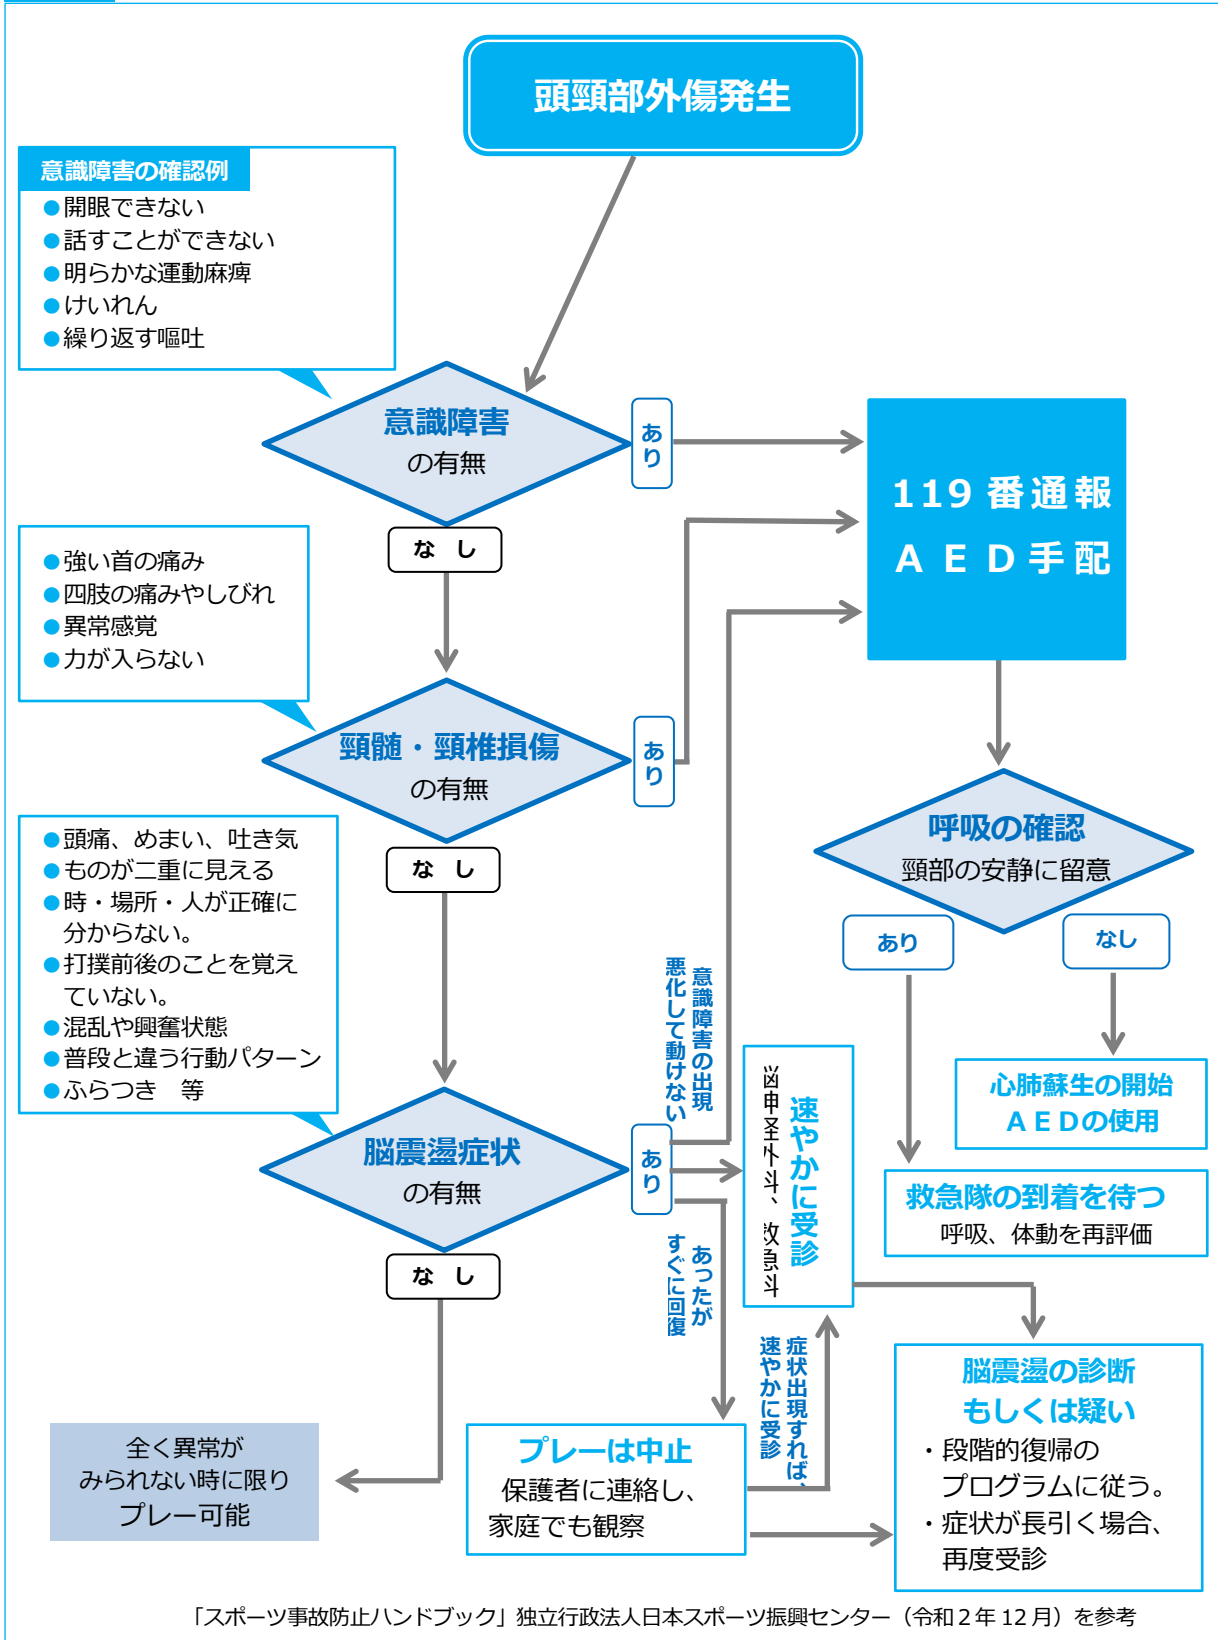 頭頸部外傷発生
意識障害の確認例
●開眼できない
●話すことができない
●明らかな運動麻痺
●けいれん
●繰り返す嘔吐
意識障害
の有無
あり
なし
119番通報
AED手配
●強い首の痛み
●四肢の痛みやしびれ
●異常感覚
●力が入らない
頸髄・頸椎損傷
の有無
あり
なし
呼吸の確認
頸部の安静に留意
あり
なし
心肺蘇生の開始
AEDの使用
救急隊の到着を待つ
呼吸、体動を再評価
●頭痛、めまい、吐き気
●ものが二重に見える
●時・場所・人が正確に
分からない。
●打撲前後のことを覚え
ていない。
●混乱や興奮状態
●普段と違う行動パターン
●ふらつき 等
脳震盪症状
の有無
あり
なし
意識障害の出現
悪化して動けない
速やかに受診
あったが
すぐに回復
症状出現すれば、
速やかに受診
プレーは中止
保護者に連絡し、
家庭でも観察
脳震盪の診断
もしくは疑い
・段階的復帰の
プログラムに従う。
・症状が長引く場合、
再度受診
全く異常が
みられない時に限り
プレー可能
「スポーツ事故防止ハンドブック」独立行政法人日本スポーツ振興センター（令和２年12月）を参考